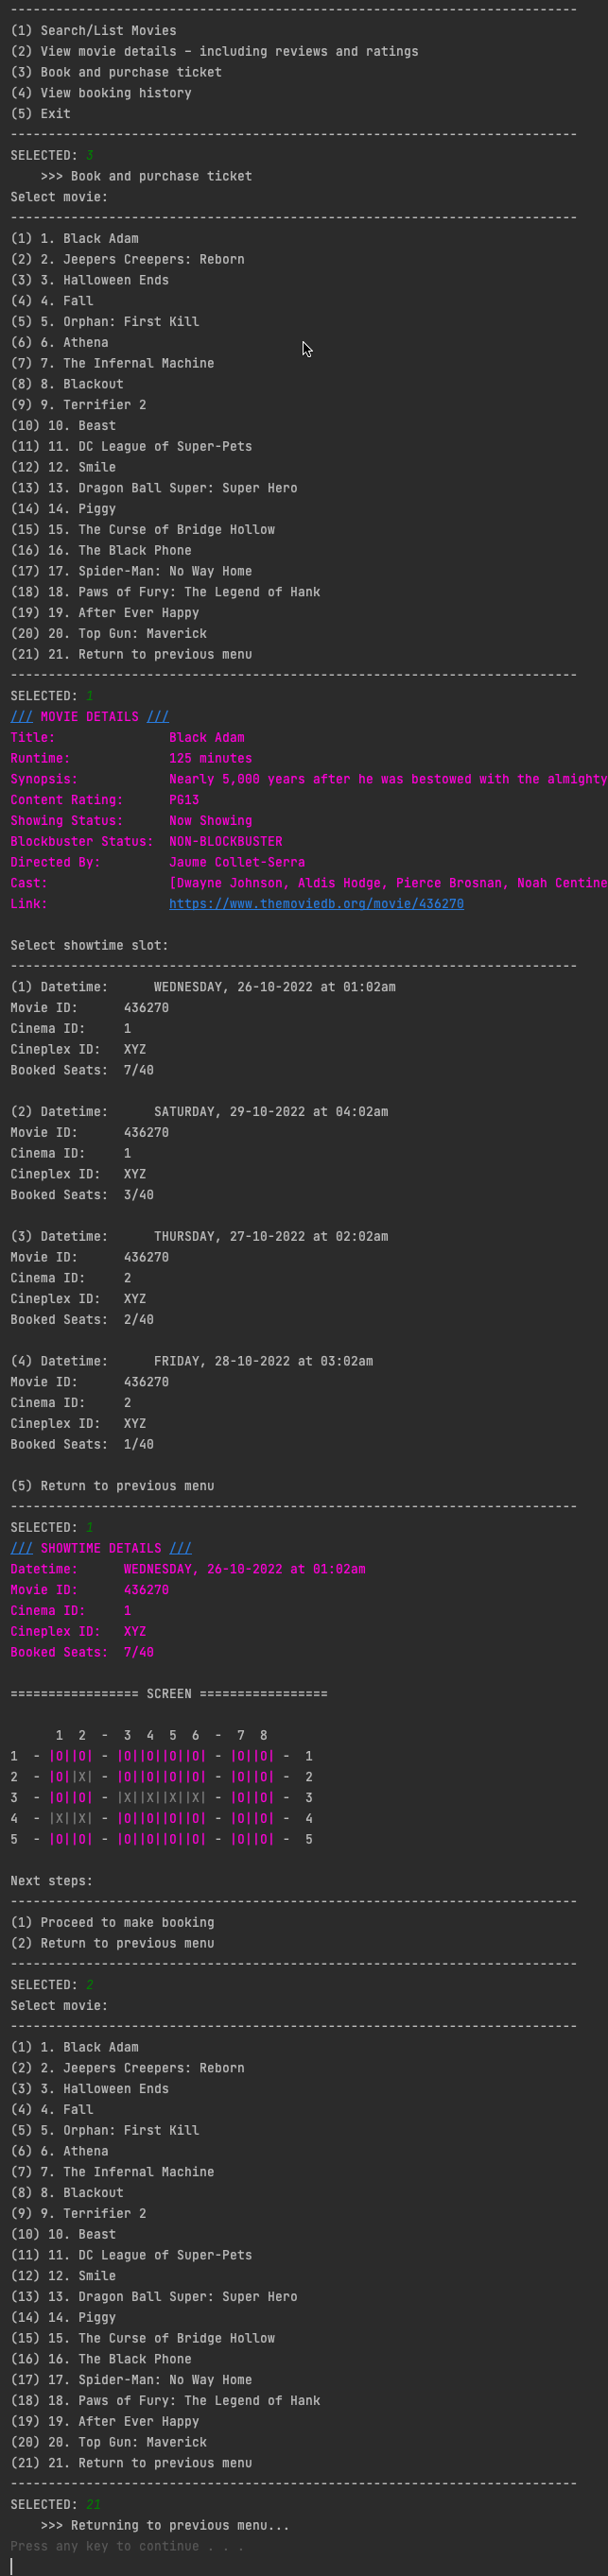 ---------------------------------------------------------------------------
(1) Search/List Movies
(2) View movie details – including reviews and ratings
(3) Book and purchase ticket
(4) View booking history
(5) Exit
---------------------------------------------------------------------------
SELECTED: 3
    >>> Book and purchase ticket
Select movie:
---------------------------------------------------------------------------
(1) 1. Black Adam
(2) 2. Jeepers Creepers: Reborn
(3) 3. Halloween Ends
(4) 4. Fall
(5) 5. Orphan: First Kill
(6) 6. Athena
(7) 7. The Infernal Machine
(8) 8. Blackout
(9) 9. Terrifier 2
(10) 10. Beast
(11) 11. DC League of Super-Pets
(12) 12. Smile
(13) 13. Dragon Ball Super: Super Hero
(14) 14. Piggy
(15) 15. The Curse of Bridge Hollow
(16) 16. The Black Phone
(17) 17. Spider-Man: No Way Home
(18) 18. Paws of Fury: The Legend of Hank
(19) 19. After Ever Happy
(20) 20. Top Gun: Maverick
(21) 21. Return to previous menu
---------------------------------------------------------------------------
SELECTED: 1
/// MOVIE DETAILS ///
Title:               Black Adam
Runtime:             125 minutes
Synopsis:            Nearly 5,000 years after he was bestowed with the almighty
Content Rating:      PG13
Showing Status:      Now Showing
Blockbuster Status:  NON-BLOCKBUSTER
Directed By:         Jaume Collet-Serra
Cast:                [Dwayne Johnson, Aldis Hodge, Pierce Brosnan, Noah Centine
Link:                https://www.themoviedb.org/movie/436270

Select showtime slot:
---------------------------------------------------------------------------
(1) Datetime:      WEDNESDAY, 26-10-2022 at 01:02am
Movie ID:      436270
Cinema ID:     1
Cineplex ID:   XYZ
Booked Seats:  7/40

(2) Datetime:      SATURDAY, 29-10-2022 at 04:02am
Movie ID:      436270
Cinema ID:     1
Cineplex ID:   XYZ
Booked Seats:  3/40

(3) Datetime:      THURSDAY, 27-10-2022 at 02:02am
Movie ID:      436270
Cinema ID:     2
Cineplex ID:   XYZ
Booked Seats:  2/40

(4) Datetime:      FRIDAY, 28-10-2022 at 03:02am
Movie ID:      436270
Cinema ID:     2
Cineplex ID:   XYZ
Booked Seats:  1/40

(5) Return to previous menu
---------------------------------------------------------------------------
SELECTED: 1
/// SHOWTIME DETAILS ///
Datetime:      WEDNESDAY, 26-10-2022 at 01:02am
Movie ID:      436270
Cinema ID:     1
Cineplex ID:   XYZ
Booked Seats:  7/40

================= SCREEN =================

      1  2  -  3  4  5  6  -  7  8
1  - |O||O| - |O||O||O||O| - |O||O| -  1
2  - |O||X| - |O||O||O||O| - |O||O| -  2
3  - |O||O| - |X||X||X||X| - |O||O| -  3
4  - |X||X| - |O||O||O||O| - |O||O| -  4
5  - |O||O| - |O||O||O||O| - |O||O| -  5

Next steps:
---------------------------------------------------------------------------
(1) Proceed to make booking
(2) Return to previous menu
---------------------------------------------------------------------------
SELECTED: 2
Select movie:
---------------------------------------------------------------------------
(1) 1. Black Adam
(2) 2. Jeepers Creepers: Reborn
(3) 3. Halloween Ends
(4) 4. Fall
(5) 5. Orphan: First Kill
(6) 6. Athena
(7) 7. The Infernal Machine
(8) 8. Blackout
(9) 9. Terrifier 2
(10) 10. Beast
(11) 11. DC League of Super-Pets
(12) 12. Smile
(13) 13. Dragon Ball Super: Super Hero
(14) 14. Piggy
(15) 15. The Curse of Bridge Hollow
(16) 16. The Black Phone
(17) 17. Spider-Man: No Way Home
(18) 18. Paws of Fury: The Legend of Hank
(19) 19. After Ever Happy
(20) 20. Top Gun: Maverick
(21) 21. Return to previous menu
---------------------------------------------------------------------------
SELECTED: 21
    >>> Returning to previous menu...
Press any key to continue . . .